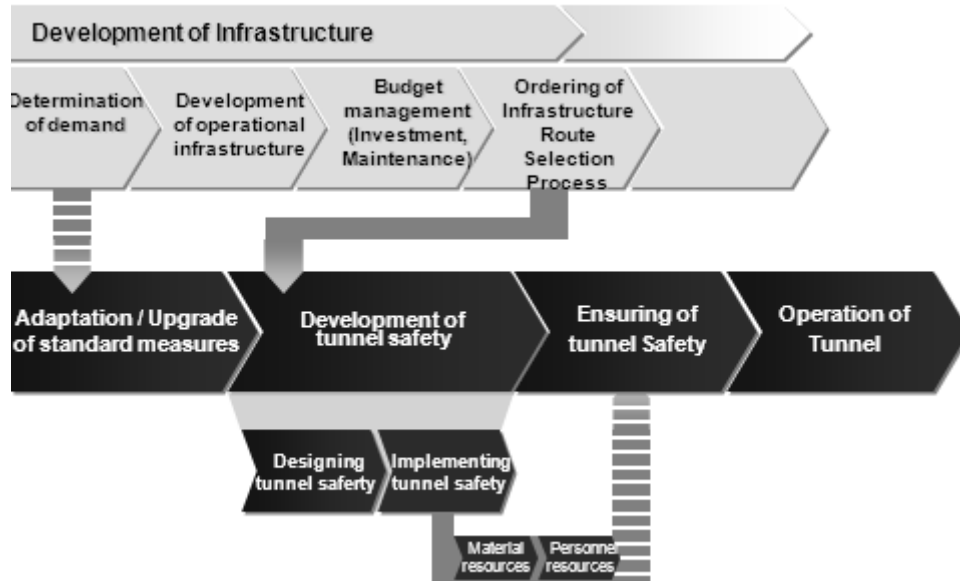 Development of Infrastructure
Determination
of demand
Development
of operational
infrastructure
Budget
management
(Investment,
Maintenance)
Ordering of
Infrastructure
Route
Selection
Process
Adaptation / Upgrade
of standard measures
Development of
tunnel safety
Ensuring of
tunnel Safety
Operation of
Tunnel
Designing
tunnel saferty
Implementing
tunnel safety
Material
resources
Personnel
resources